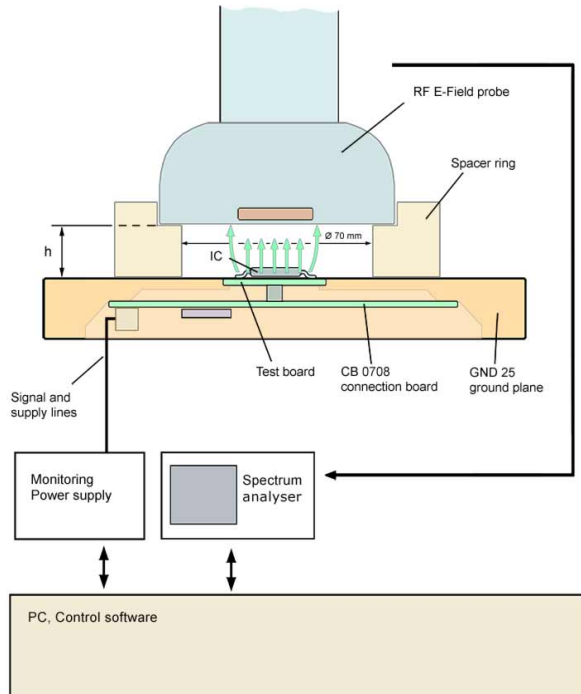 RF E-Field probe
Spacer ring
h
Ø 70 mm
IC
Signal and
supply lines
Test board
CB 0708
connection board
GND 25
ground plane
Monitoring
Power supply
Spectrum
analyser
PC, Control software